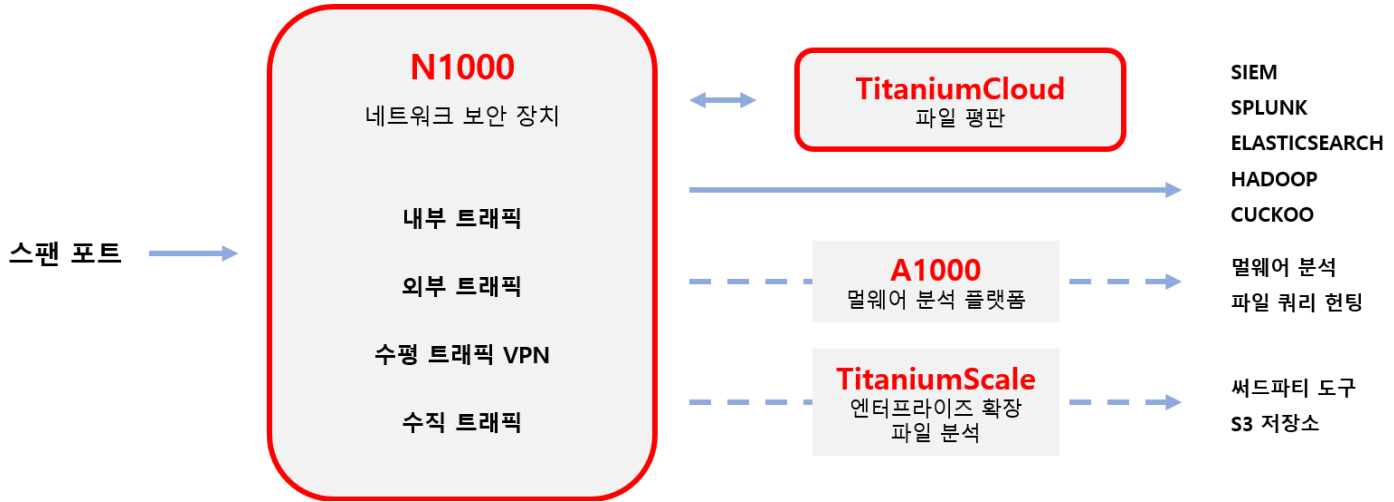 N1000
네트워크 보안 장치
내부 트래픽
외부 트래픽
수평 트래픽 VPN
수직 트래픽
스팬 포트
TitaniumCloud
파일 평판
A1000
멀웨어 분석 플랫폼
TitaniumScale
엔터프라이즈 확장
파일 분석
SIEM
SPLUNK
ELASTICSEARCH
HADOOP
CUCKOO
멀웨어 분석
파일 쿼리 헌팅
써드파티 도구
S3 저장소